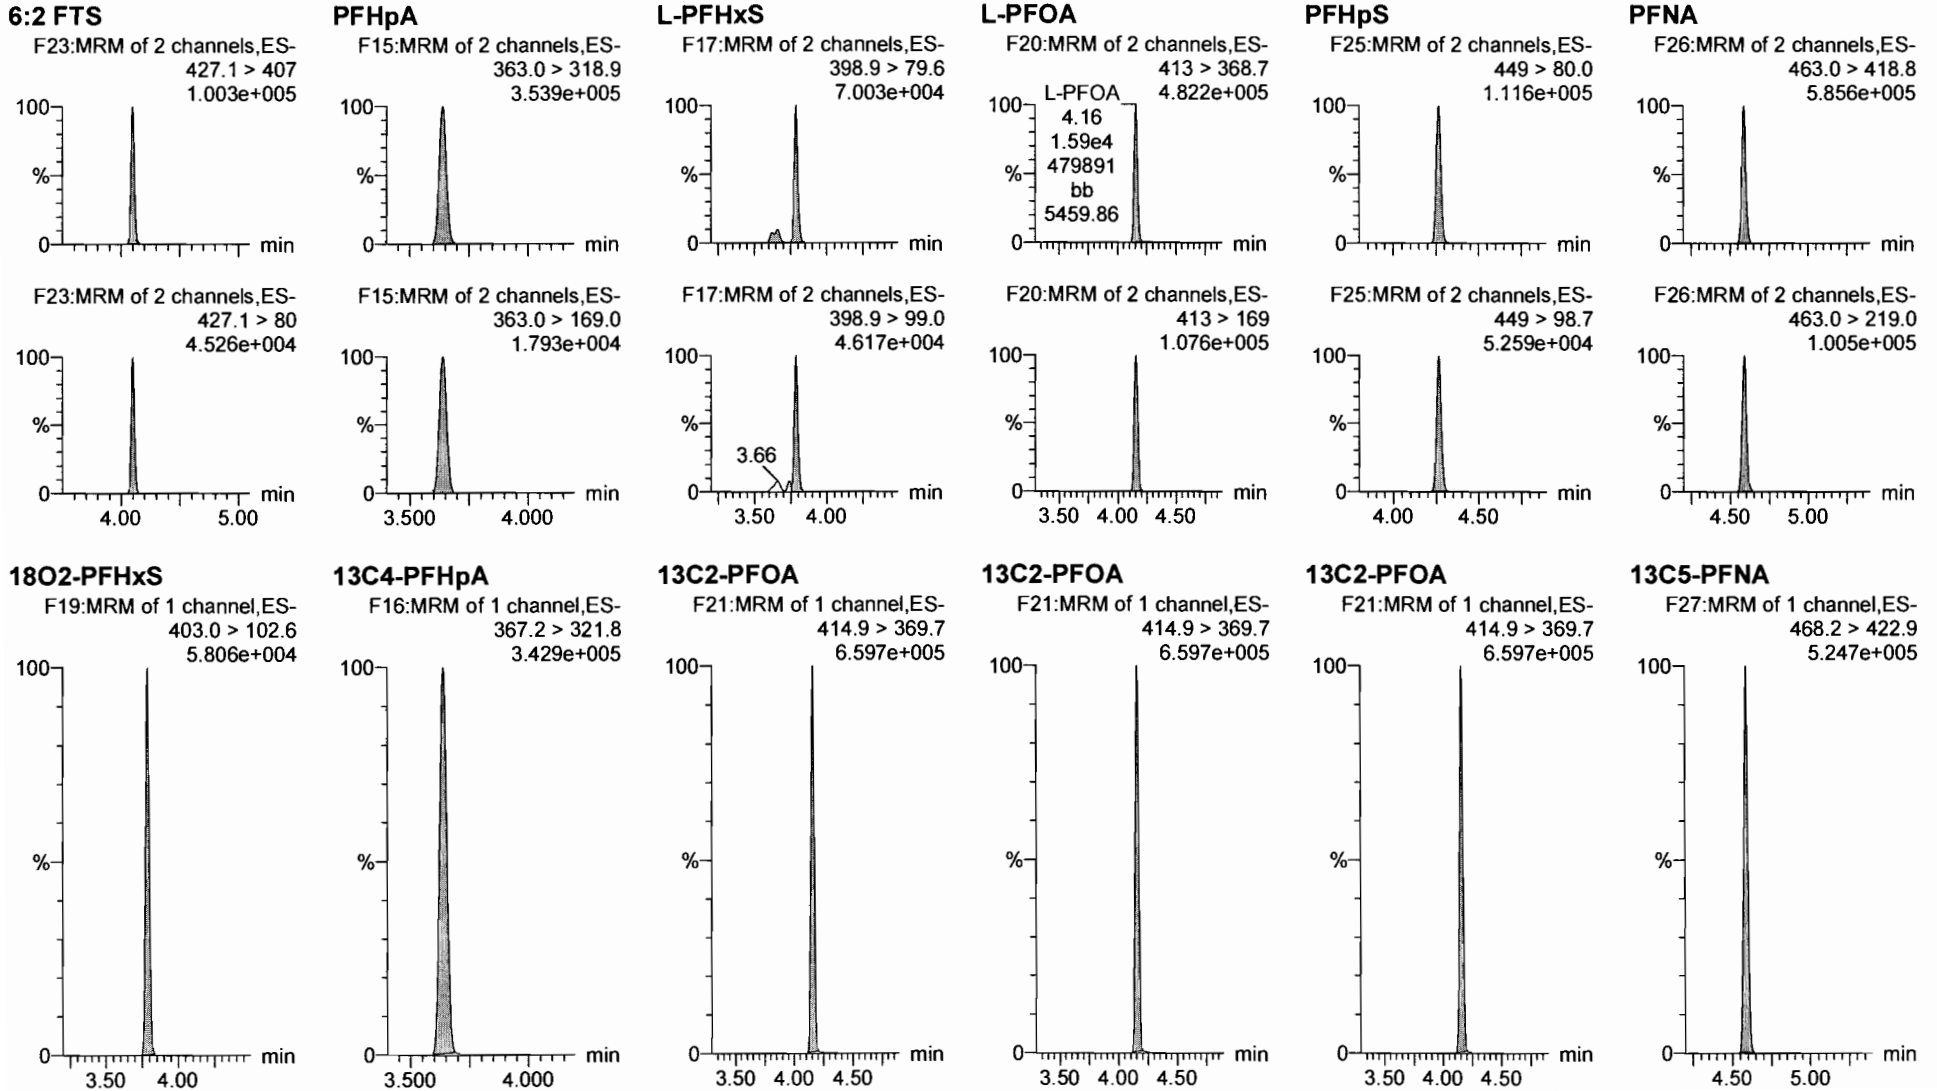 6:2 FTS
F23:MRM of 2 channels,ES-
427.1 > 407
1.003e+005
100
%
0
min
F23:MRM of 2 channels,ES-
427.1 > 80
4.526e+004
100
%
0
min
4.00 5.00
PFHpA
F15:MRM of 2 channels,ES-
363.0 > 318.9
3.539e+005
100
%
0
min
F15:MRM of 2 channels,ES-
363.0 > 169.0
1.793e+004
100
%
0
min
3.500 4.000
L-PFHxS
F17:MRM of 2 channels,ES-
398.9 > 79.6
7.003e+004
100
%
0
min
F17:MRM of 2 channels,ES-
398.9 > 99.0
4.617e+004
100
%
3.66
0
min
3.50 4.00
L-PFOA
F20:MRM of 2 channels,ES-
413 > 368.7
4.822e+005
100
L-PFOA
4.16
1.59e4
479891
bb
5459.86
%
0
min
F20:MRM of 2 channels,ES-
413 > 169
1.076e+005
100
%
0
min
3.50 4.00 4.50
PFHpS
F25:MRM of 2 channels,ES-
449 > 80.0
1.116e+005
100
%
0
min
F25:MRM of 2 channels,ES-
449 > 98.7
5.259e+004
100
%
0
min
4.00 4.50
PFNA
F26:MRM of 2 channels,ES-
463.0 > 418.8
5.856e+005
100
%
0
min
F26:MRM of 2 channels,ES-
463.0 > 219.0
1.005e+005
100
%
0
min
4.50 5.00
18O2-PFHxS
F19:MRM of 1 channel,ES-
403.0 > 102.6
5.806e+004
100
%
0
min
3.50 4.00
13C4-PFHpA
F16:MRM of 1 channel,ES-
367.2 > 321.8
3.429e+005
100
%
0
min
3.500 4.000
13C2-PFOA
F21:MRM of 1 channel,ES-
414.9 > 369.7
6.597e+005
100
%
0
min
3.50 4.00 4.50
13C2-PFOA
F21:MRM of 1 channel,ES-
414.9 > 369.7
6.597e+005
100
%
0
min
3.50 4.00 4.50
13C2-PFOA
F21:MRM of 1 channel,ES-
414.9 > 369.7
6.597e+005
100
%
0
min
3.50 4.00 4.50
13C5-PFNA
F27:MRM of 1 channel,ES-
468.2 > 422.9
5.247e+005
100
%
0
min
4.50 5.00